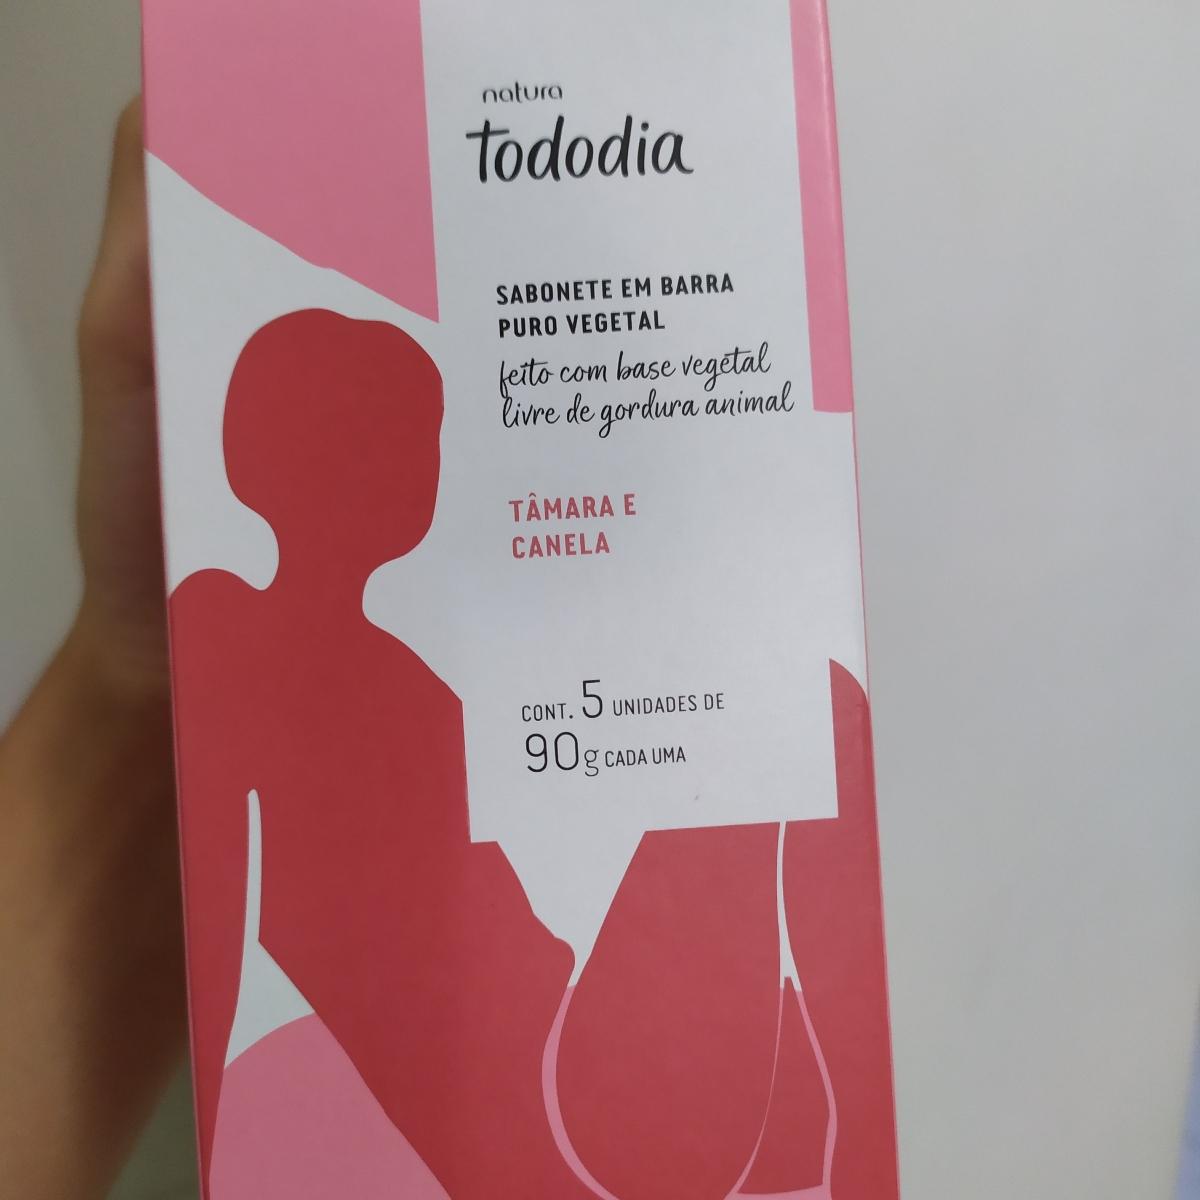 natura
tododia
SABONETE EM BARRA
PURO VEGETAL
feito com base vegetal
livre de gordura animal
TÂMARA E
CANELA
CONT. 5 UNIDADES DE
90g CADA UMA